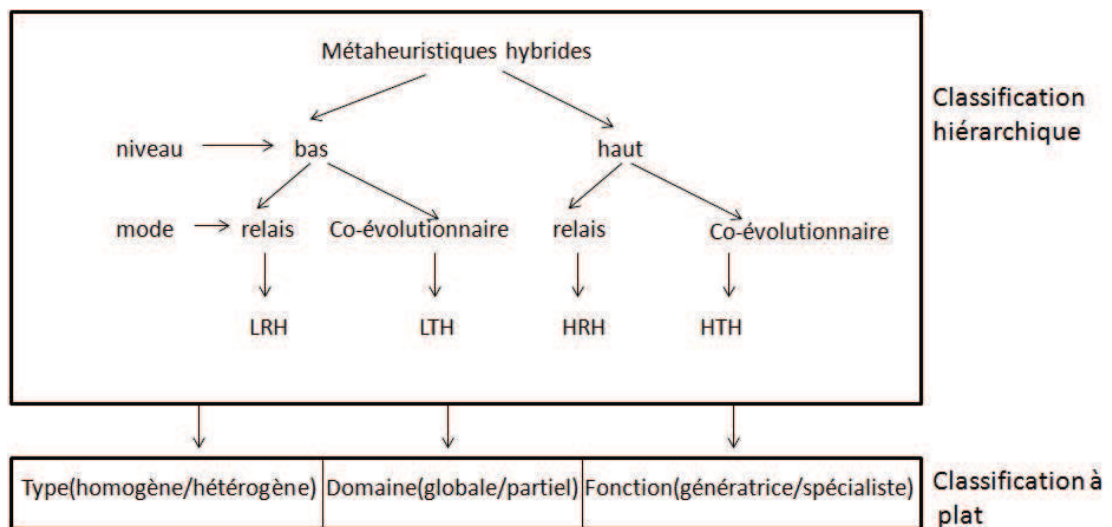 Métaheuristiques hybrides
Classification
hiérarchique
niveau bas haut
mode relais Co-évolutionnaire relais Co-évolutionnaire
LRH LTH HRH HTH
Type(homogène/hétérogène) Domaine(globale/partiel) Fonction(génératrice/spécialiste)
Classification à
plat